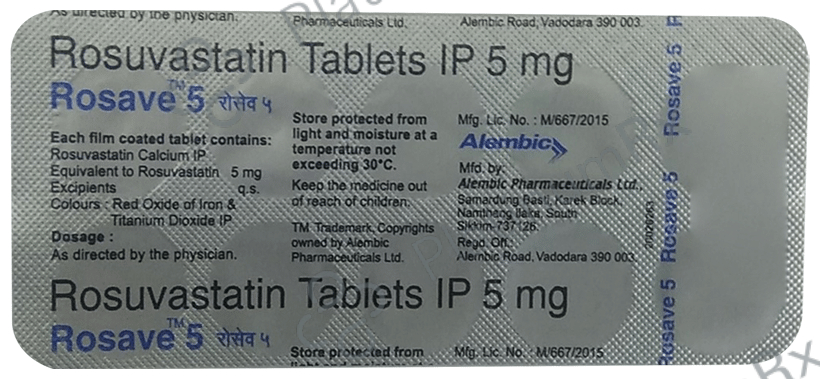 As directed by the physician.
Pharmaceuticals Ltd.
Alembic Road, Vadodara 390 003.
Rosuvastatin Tablets IP 5 mg
Rosave™ 5 रोसेव ५
Each film coated tablet contains:
Rosuvastatin Calcium IP
Equivalent to Rosuvastatin 5 mg
Excipients q.s.
Colours : Red Oxide of Iron &
Titanium Dioxide IP
Dosage :
As directed by the physician.
Store protected from
light and moisture at a
temperature not
exceeding 30°C.
Keep the medicine out
of reach of children.
TM Trademark, Copyrights
owned by Alembic
Pharmaceuticals Ltd.
Mfg. Lic. No. : M/667/2015
Alembic
Mfd. by:
Alembic Pharmaceuticals Ltd.,
Samardung Basti, Karek Block,
Namthang Ilaka, South
Sikkim-737 126.
Regd. Off.:
Alembic Road, Vadodara 390 003.
Rosuvastatin Tablets IP 5 mg
Rosave™ 5 रोसेव ५
Store protected from
Mfg. Lic. No. : M/667/2015
Rosave 5 Rosave 5 Rosave 5